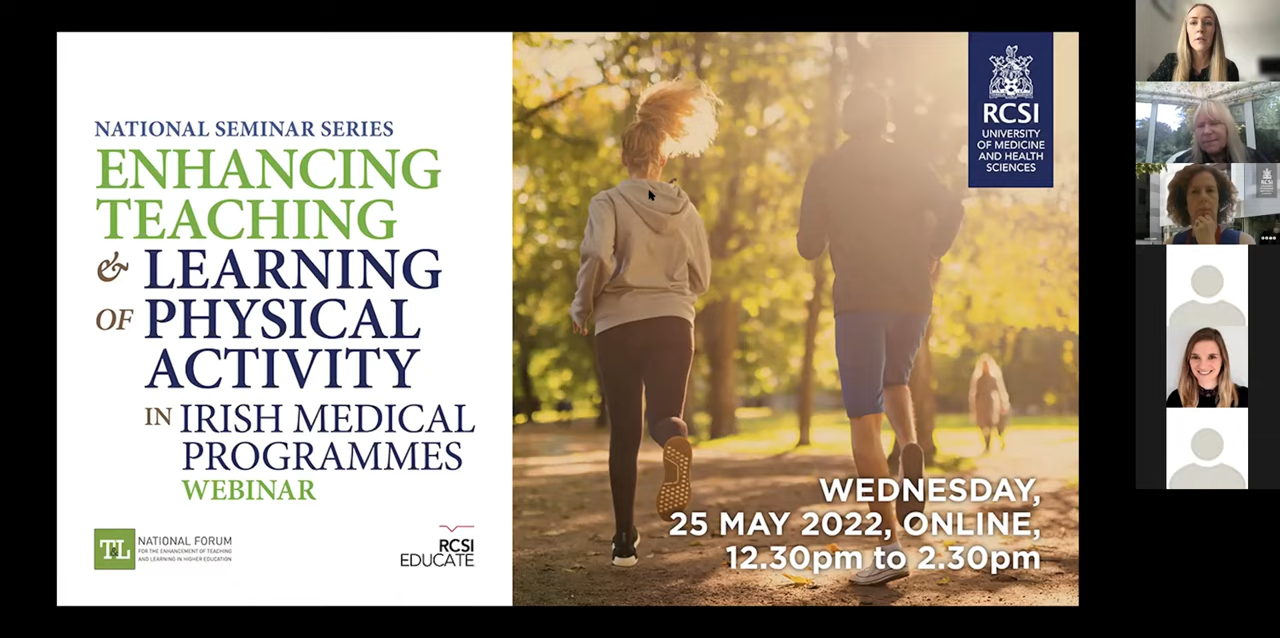 NATIONAL SEMINAR SERIES
ENHANCING
TEACHING
& LEARNING
OF PHYSICAL
ACTIVITY
IN IRISH MEDICAL
PROGRAMMES
WEBINAR
T&L
NATIONAL FORUM
FOR THE ENHANCEMENT OF TEACHING
AND LEARNING IN HIGHER EDUCATION
RCSI
EDUCATE
RCSI
UNIVERSITY
OF MEDICINE
AND HEALTH
SCIENCES
WEDNESDAY,
25 MAY 2022, ONLINE,
12.30pm to 2.30pm
RCSI